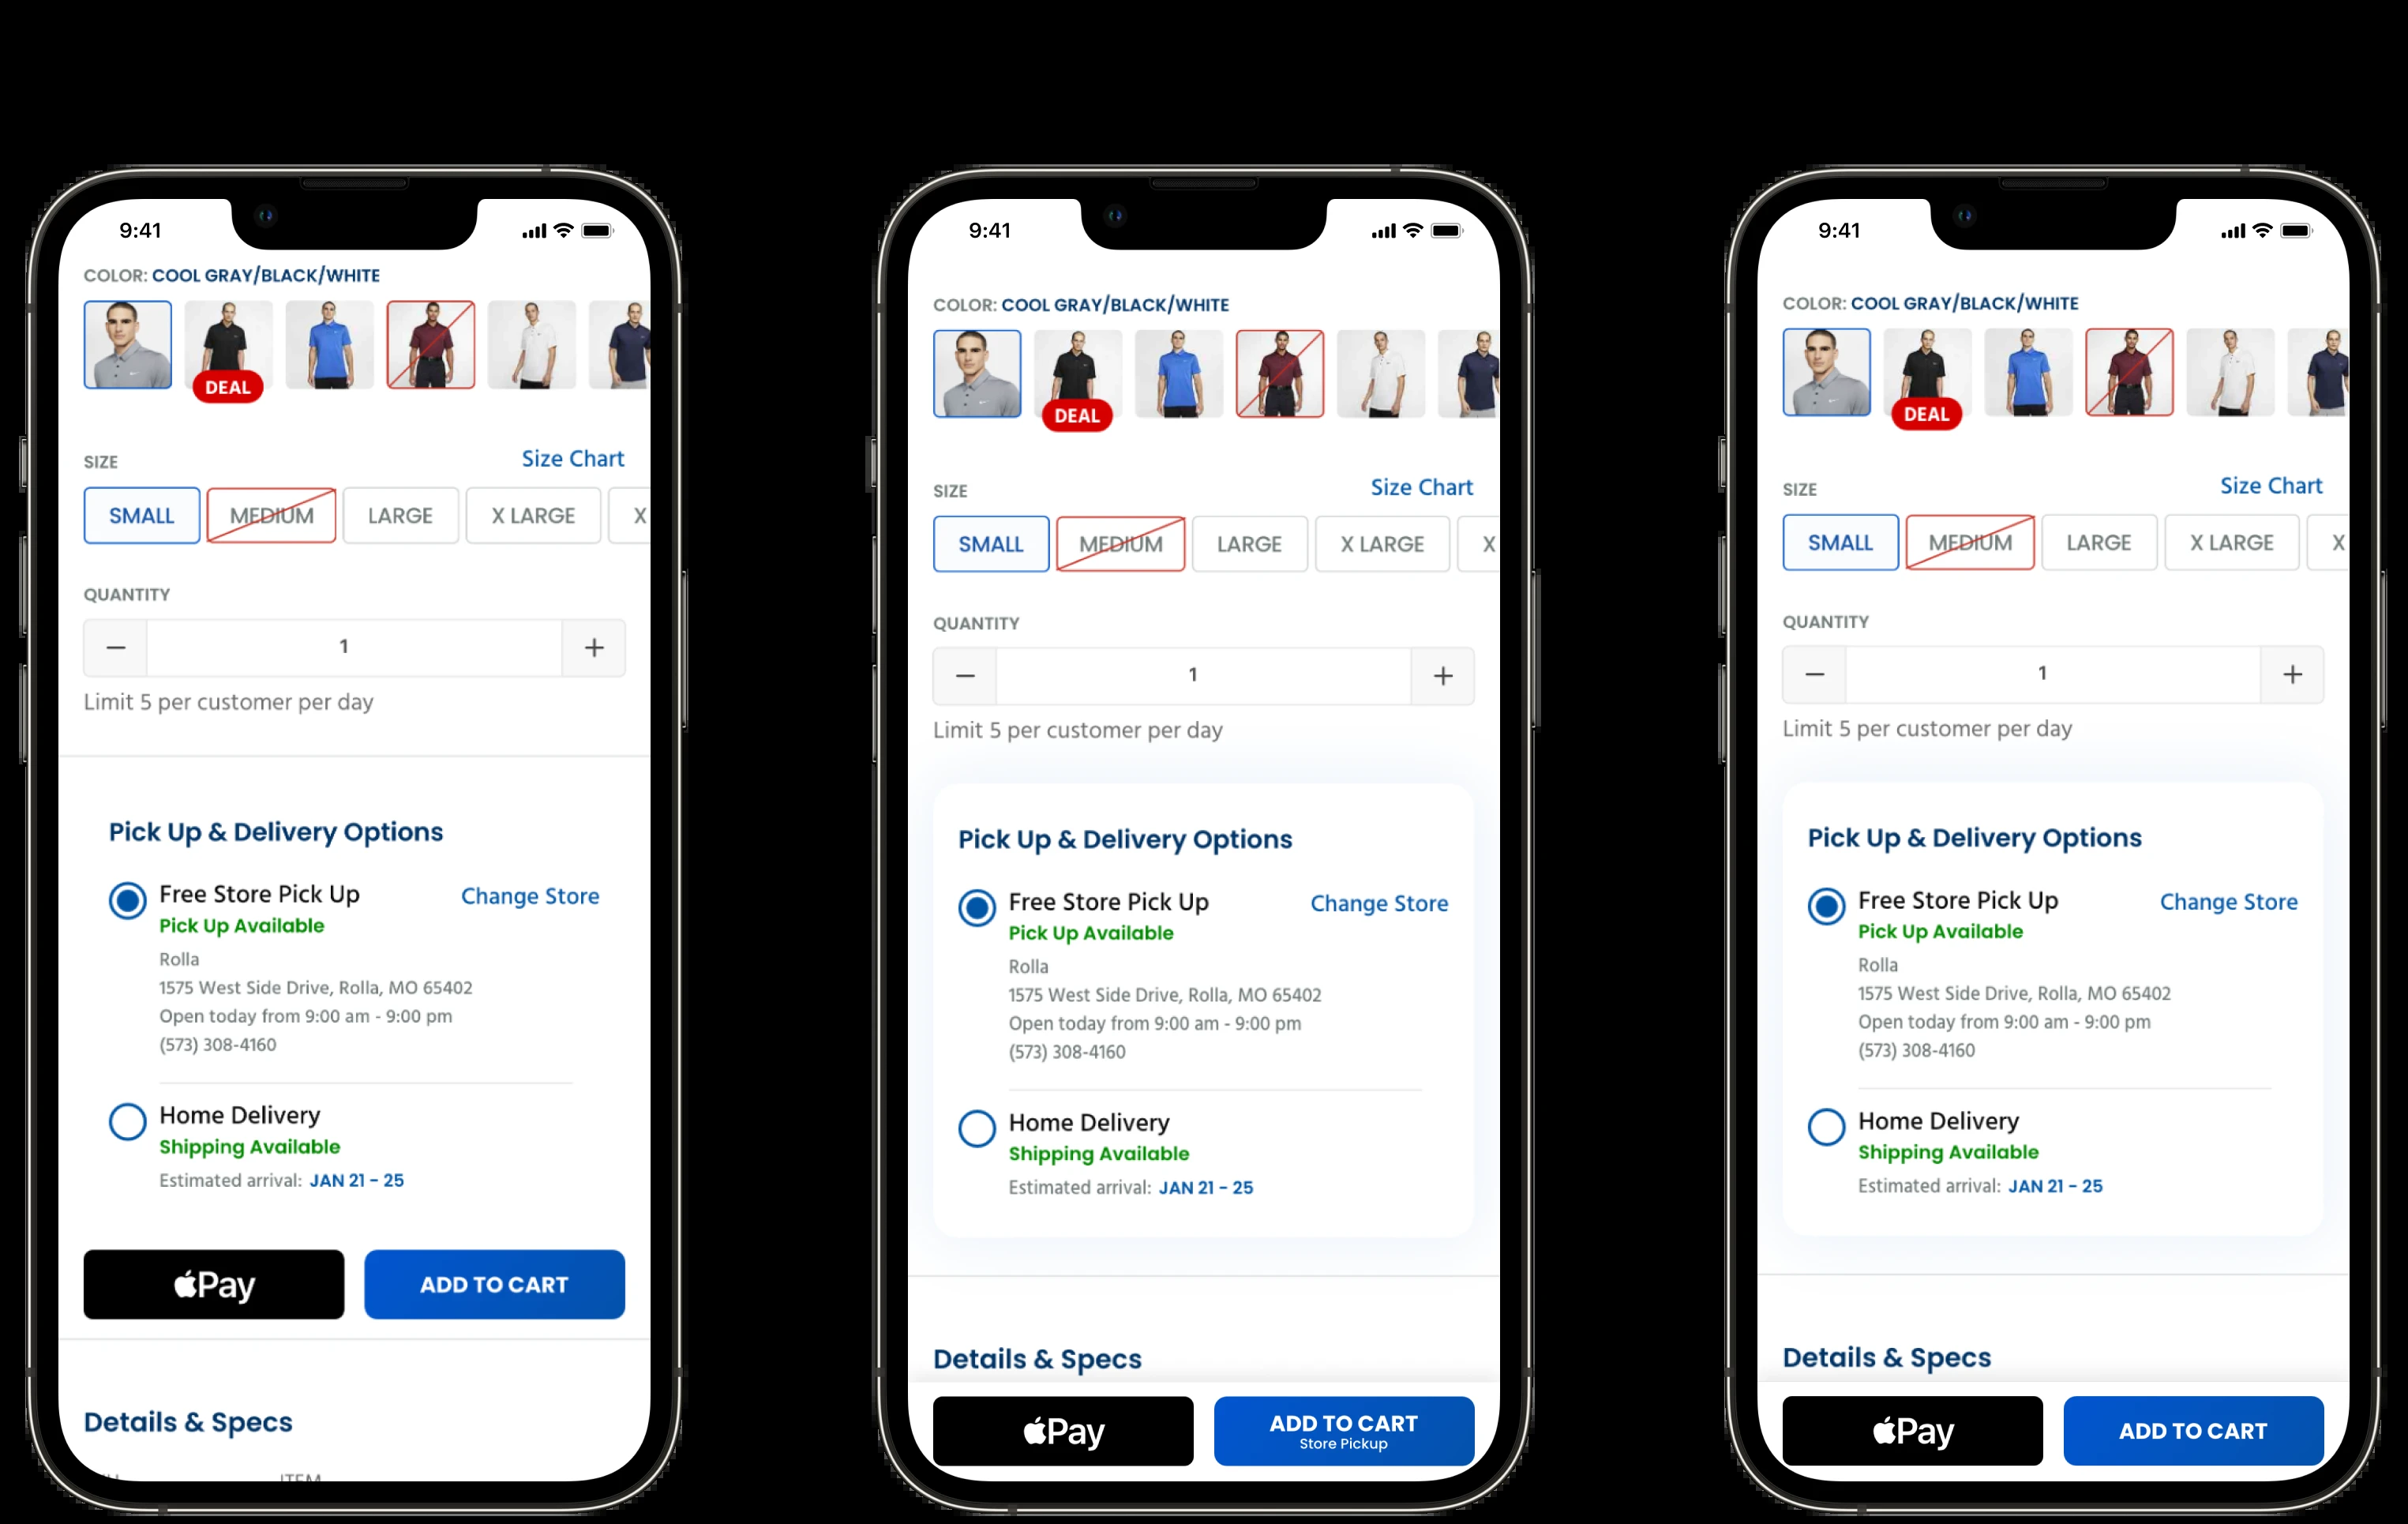 9:41
COLOR: COOL GRAY/BLACK/WHITE
DEAL
SIZE
Size Chart
SMALL
MEDIUM
LARGE
X LARGE
X
QUANTITY
− 1 +
Limit 5 per customer per day
Pick Up & Delivery Options
Free Store Pick Up
Change Store
Pick Up Available
Rolla
1575 West Side Drive, Rolla, MO 65402
Open today from 9:00 am - 9:00 pm
(573) 308-4160
Home Delivery
Shipping Available
Estimated arrival: JAN 21 – 25
Pay
ADD TO CART
Details & Specs
ITEM
9:41
COLOR: COOL GRAY/BLACK/WHITE
DEAL
SIZE
Size Chart
SMALL
MEDIUM
LARGE
X LARGE
X
QUANTITY
− 1 +
Limit 5 per customer per day
Pick Up & Delivery Options
Free Store Pick Up
Change Store
Pick Up Available
Rolla
1575 West Side Drive, Rolla, MO 65402
Open today from 9:00 am - 9:00 pm
(573) 308-4160
Home Delivery
Shipping Available
Estimated arrival: JAN 21 – 25
Details & Specs
Pay
ADD TO CART
Store Pickup
9:41
COLOR: COOL GRAY/BLACK/WHITE
DEAL
SIZE
Size Chart
SMALL
MEDIUM
LARGE
X LARGE
X
QUANTITY
− 1 +
Limit 5 per customer per day
Pick Up & Delivery Options
Free Store Pick Up
Change Store
Pick Up Available
Rolla
1575 West Side Drive, Rolla, MO 65402
Open today from 9:00 am - 9:00 pm
(573) 308-4160
Home Delivery
Shipping Available
Estimated arrival: JAN 21 – 25
Details & Specs
Pay
ADD TO CART